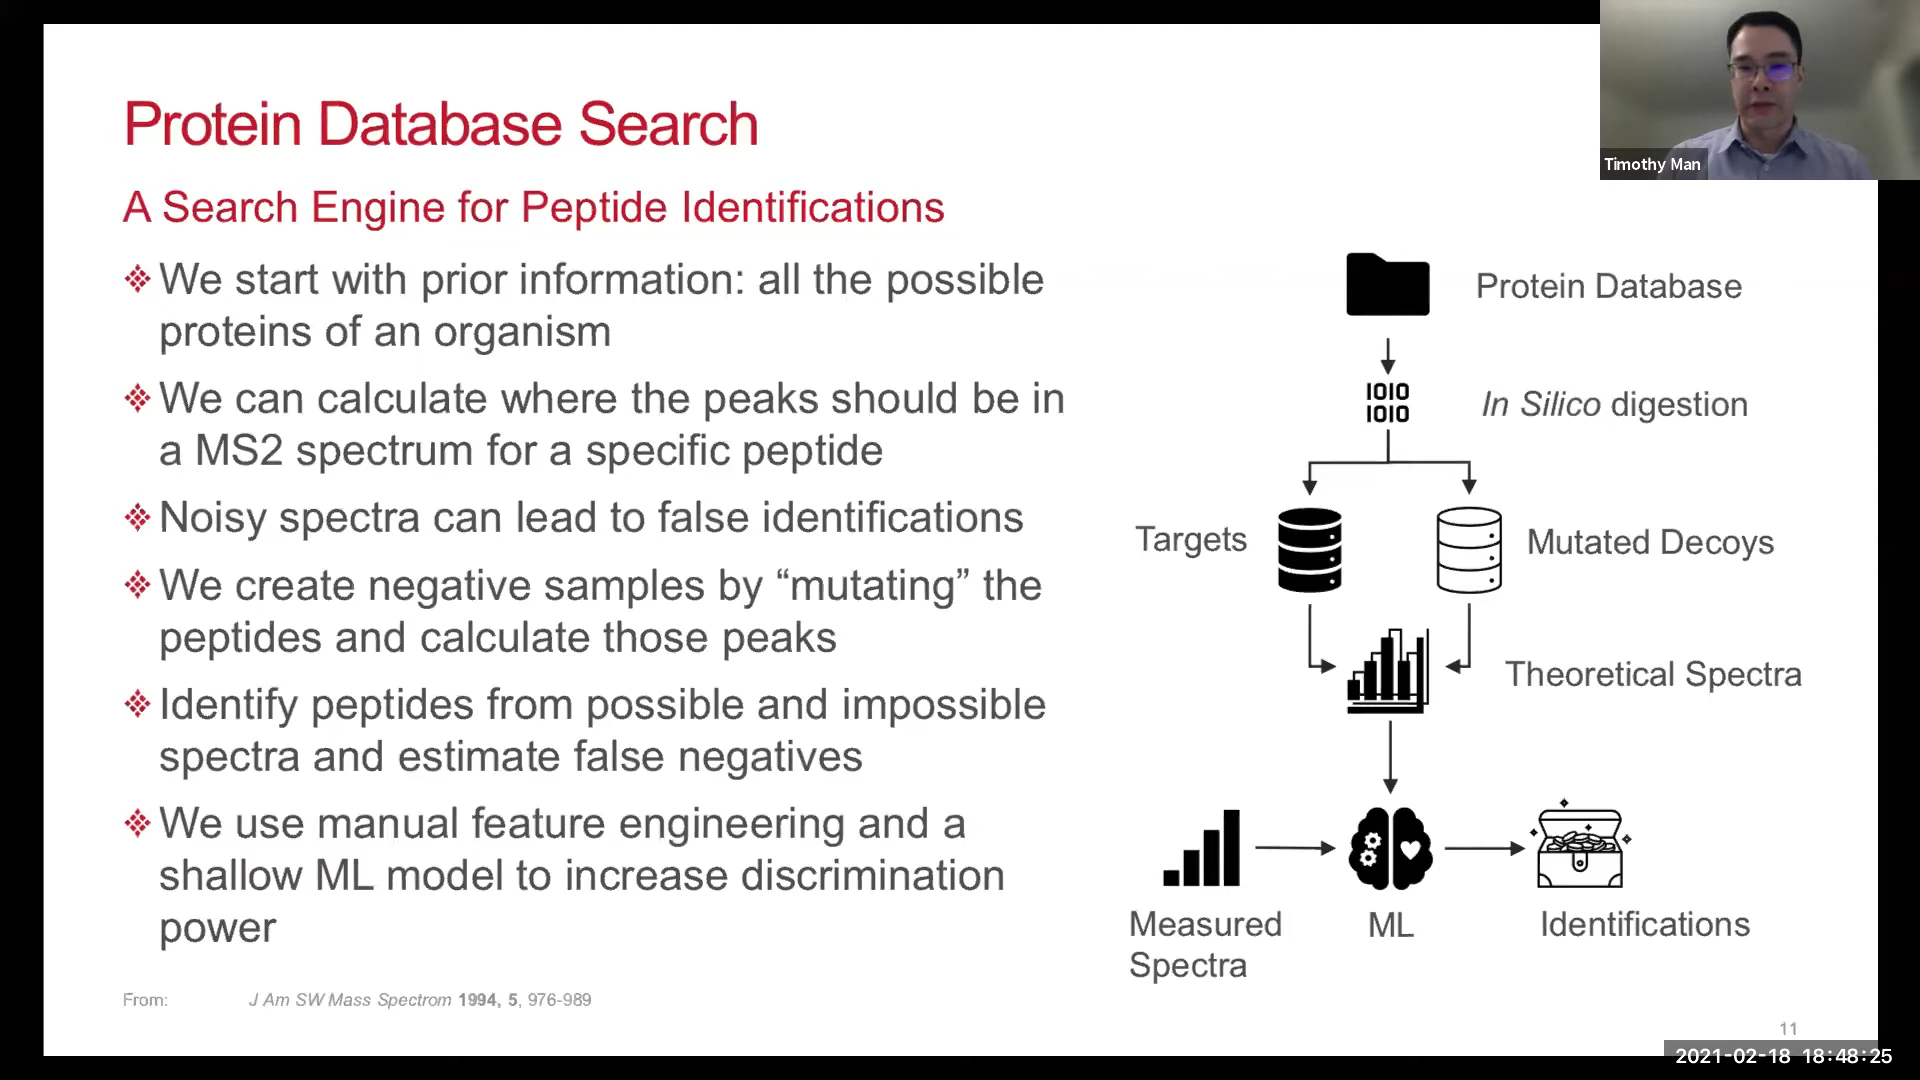 Protein Database Search
A Search Engine for Peptide Identifications
We start with prior information: all the possible
proteins of an organism
We can calculate where the peaks should be in
a MS2 spectrum for a specific peptide
Noisy spectra can lead to false identifications
We create negative samples by “mutating” the
peptides and calculate those peaks
Identify peptides from possible and impossible
spectra and estimate false negatives
We use manual feature engineering and a
shallow ML model to increase discrimination
power
From: J Am SW Mass Spectrom 1994, 5, 976-989
Protein Database
1010
1010
In Silico digestion
Targets
Mutated Decoys
Theoretical Spectra
Measured
Spectra
ML
Identifications
11
Timothy Man
2021-02-18 18:48:25